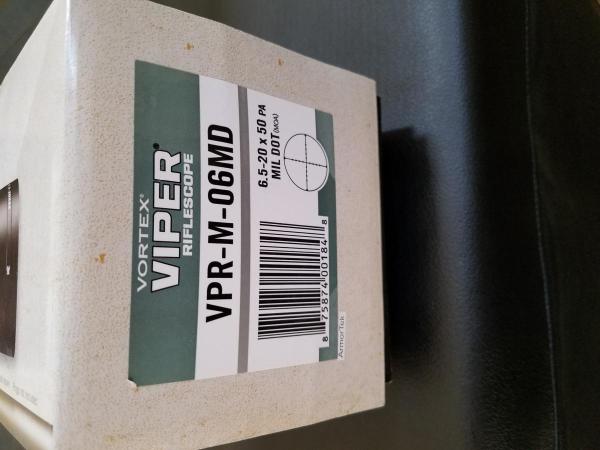 VORTEX®
VIPER®
RIFLESCOPE
VPR-M-06MD
6.5-20 x 50 PA
MIL DOT (MOA)
8 75874 00184 8
ArmorTek